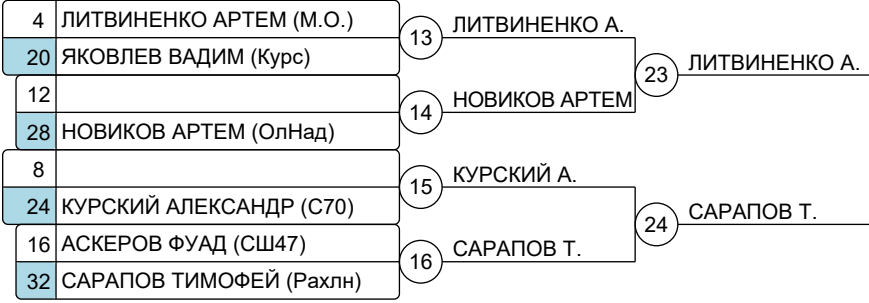 4 ЛИТВИНЕНКО АРТЕМ (М.О.)
20 ЯКОВЛЕВ ВАДИМ (Курс)
13 ЛИТВИНЕНКО А.
12
28 НОВИКОВ АРТЕМ (ОлНад)
14 НОВИКОВ АРТЕМ
23 ЛИТВИНЕНКО А.
8
24 КУРСКИЙ АЛЕКСАНДР (С70)
15 КУРСКИЙ А.
16 АСКЕРОВ ФУАД (СШ47)
32 САРАПОВ ТИМОФЕЙ (Рахлн)
16 САРАПОВ Т.
24 САРАПОВ Т.